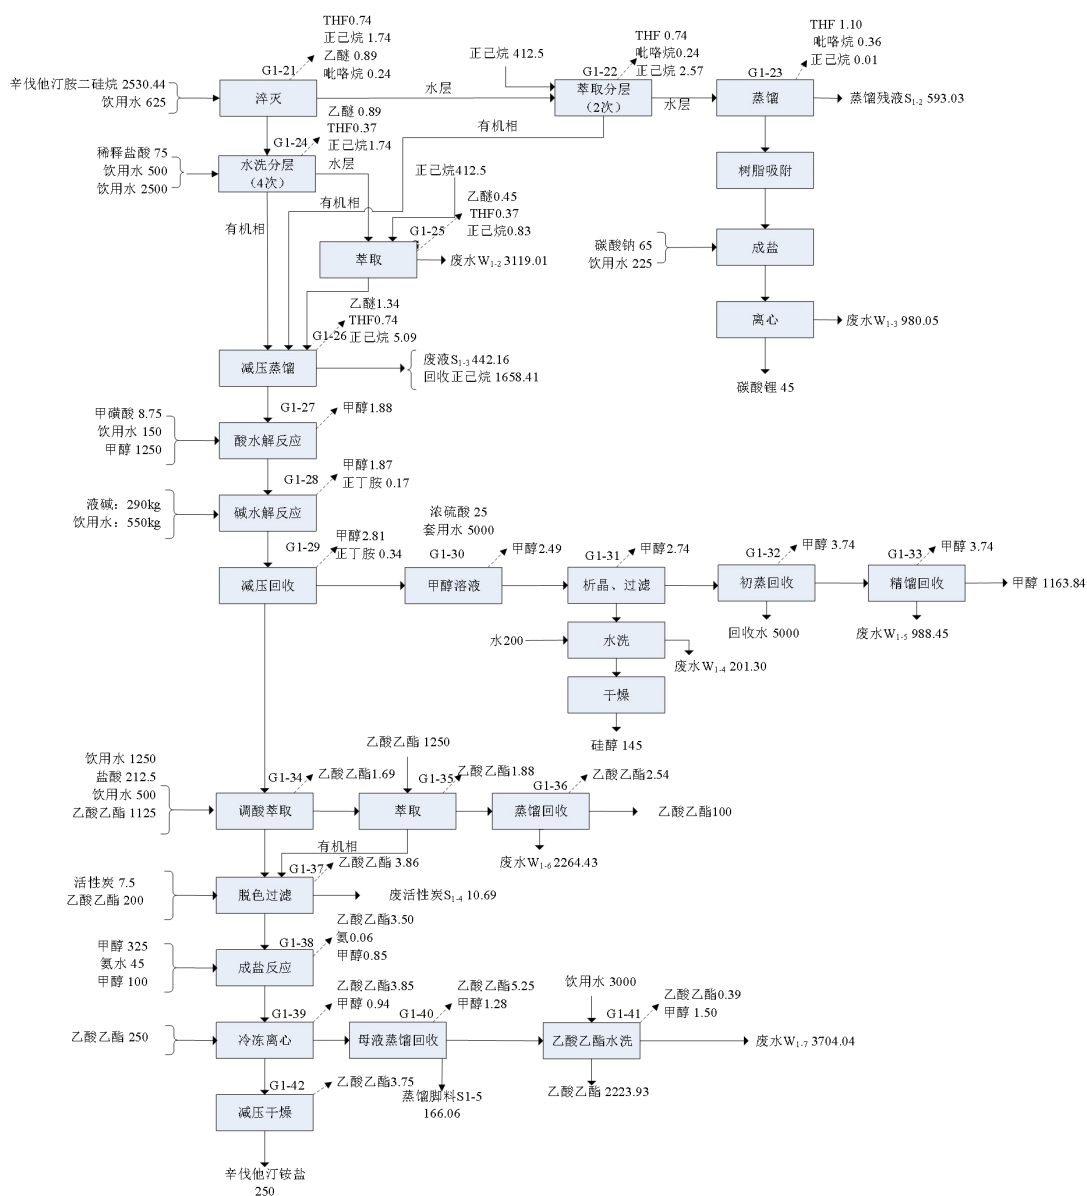 THF0.74
正己烷 1.74
乙醚 0.89
吡咯烷 0.24
G1-21
辛伐他汀胺二硅烷 2530.44
饮用水 625
淬灭
水层
正己烷 412.5
THF 0.74
吡咯烷0.24
正己烷 2.57
G1-22
萃取分层
（2次）
水层
THF 1.10
吡咯烷 0.36
正己烷 0.01
G1-23
蒸馏
蒸馏残液S1-2 593.03
乙醚 0.89
THF0.37
正己烷1.74
G1-24
有机相
稀释盐酸 75
饮用水 500
饮用水 2500
水洗分层
（4次）
水层
树脂吸附
正己烷412.5
乙醚0.45
THF0.37
正己烷0.83
G1-25
有机相
萃取
废水W1-2 3119.01
碳酸钠 65
饮用水 225
成盐
离心
废水W1-3 980.05
碳酸锂 45
乙醚1.34
THF0.74
正己烷 5.09
G1-26
减压蒸馏
废液S1-3 442.16
回收正己烷 1658.41
G1-27
甲醇1.88
甲磺酸 8.75
饮用水 150
甲醇 1250
酸水解反应
G1-28
甲醇1.87
正丁胺 0.17
液碱：290kg
饮用水：550kg
碱水解反应
G1-29
甲醇2.81
正丁胺 0.34
减压回收
浓硫酸 25
套用水 5000
G1-30
甲醇2.49
甲醇溶液
G1-31
甲醇2.74
析晶、过滤
G1-32
甲醇 3.74
初蒸回收
G1-33
甲醇 3.74
精馏回收
甲醇 1163.84
回收水 5000
废水W1-5 988.45
水200
水洗
废水W1-4 201.30
干燥
硅醇 145
饮用水 1250
盐酸 212.5
饮用水 500
乙酸乙酯 1125
G1-34
乙酸乙酯1.69
调酸萃取
乙酸乙酯 1250
G1-35
乙酸乙酯1.88
萃取
G1-36
乙酸乙酯2.54
蒸馏回收
乙酸乙酯100
废水W1-6 2264.43
有机相
G1-37
乙酸乙酯 3.86
活性炭 7.5
乙酸乙酯 200
脱色过滤
废活性炭S1-4 10.69
G1-38
乙酸乙酯3.50
氨0.06
甲醇0.85
甲醇 325
氨水 45
甲醇 100
成盐反应
G1-39
乙酸乙酯3.85
甲醇 0.94
乙酸乙酯 250
冷冻离心
G1-40
乙酸乙酯5.25
甲醇1.28
母液蒸馏回收
饮用水 3000
G1-41
乙酸乙酯0.39
甲醇 1.50
乙酸乙酯水洗
废水W1-7 3704.04
蒸馏脚料S1-5
166.06
乙酸乙酯 2223.93
G1-42
乙酸乙酯3.75
减压干燥
辛伐他汀铵盐
250